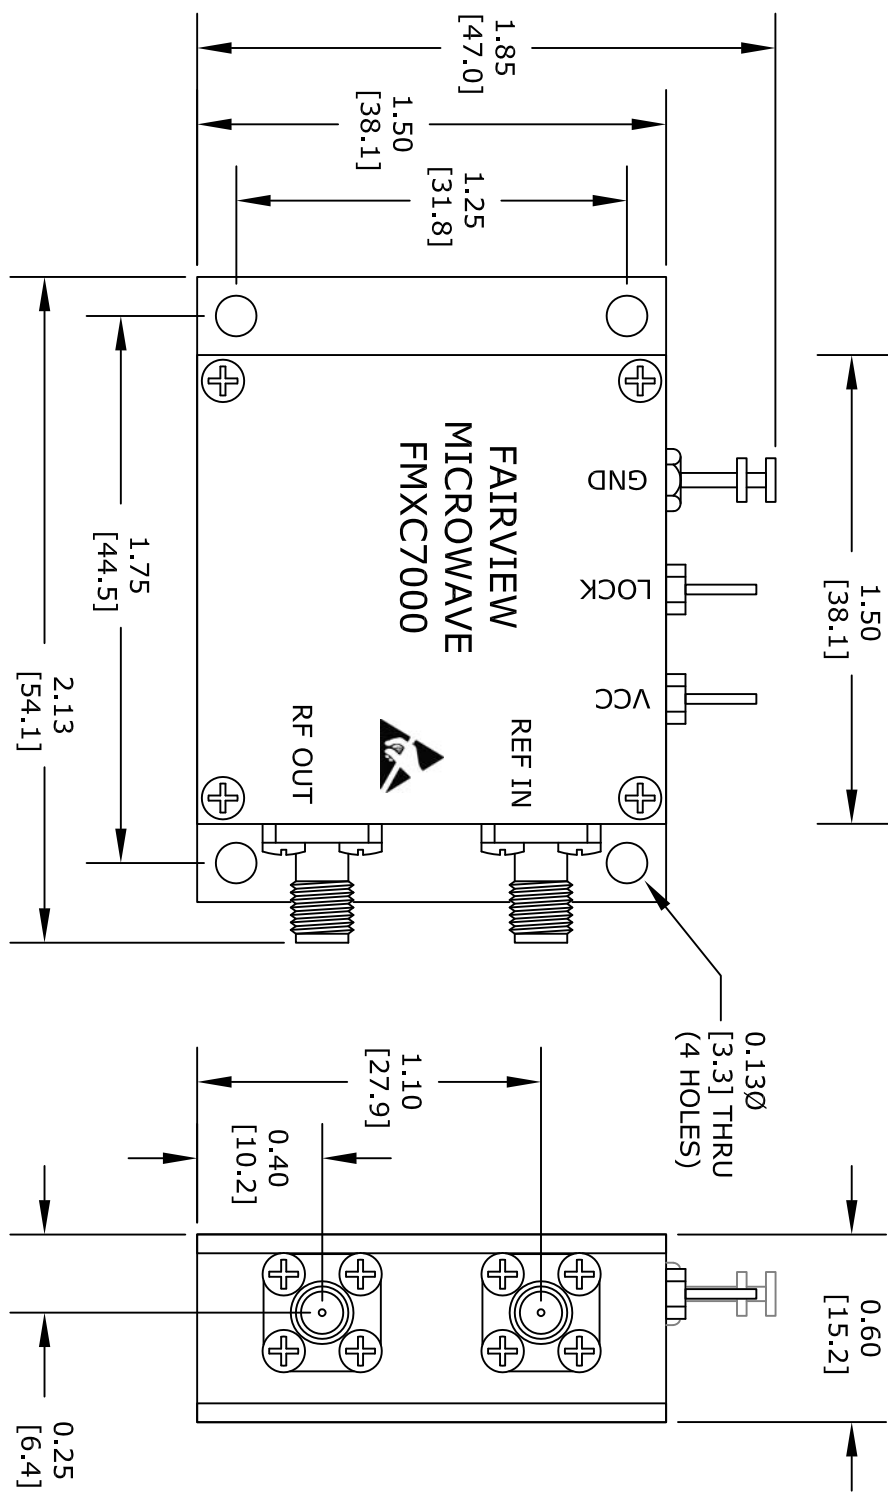 1.85
[47.0]
1.50
[38.1]
1.25
[31.8]
1.50
[38.1]
GND
LOCK
VCC
FAIRVIEW
MICROWAVE
FMXC7000
REF IN
RF OUT
1.75
[44.5]
2.13
[54.1]
0.13Ø
[3.3] THRU
(4 HOLES)
1.10
[27.9]
0.40
[10.2]
0.60
[15.2]
0.25
[6.4]